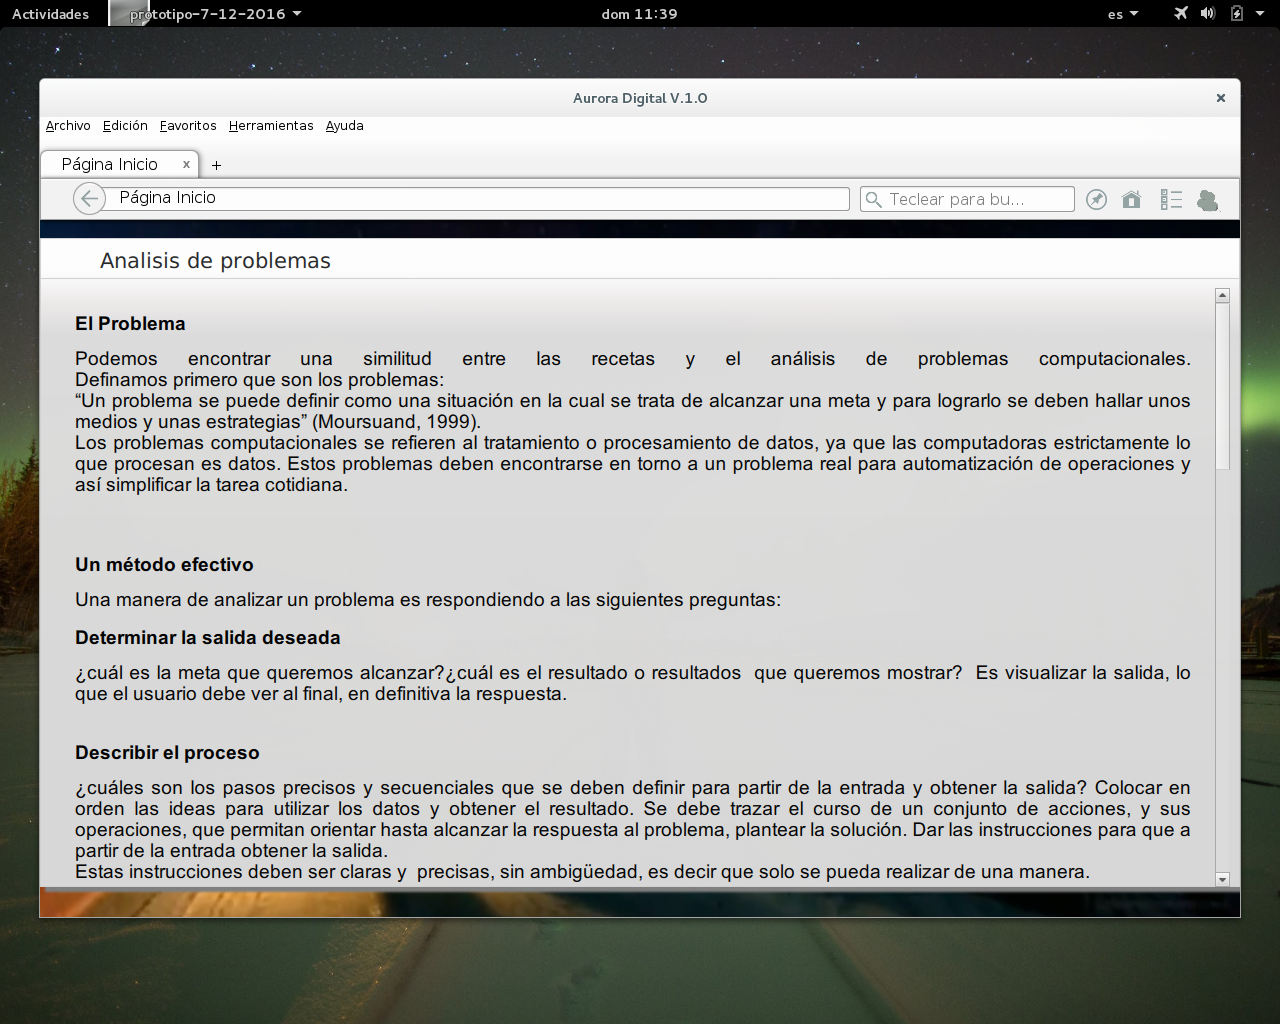 Actividades prototipo-7-12-2016 dom 11:39 es
Aurora Digital V.1.0 ×
Archivo Edición Favoritos Herramientas Ayuda
Página Inicio x +
Página Inicio Teclear para bu...
Analisis de problemas
El Problema
Podemos encontrar una similitud entre las recetas y el análisis de problemas computacionales.
Definamos primero que son los problemas:
“Un problema se puede definir como una situación en la cual se trata de alcanzar una meta y para lograrlo se deben hallar unos
medios y unas estrategias” (Moursuand, 1999).
Los problemas computacionales se refieren al tratamiento o procesamiento de datos, ya que las computadoras estrictamente lo
que procesan es datos. Estos problemas deben encontrarse en torno a un problema real para automatización de operaciones y
así simplificar la tarea cotidiana.
Un método efectivo
Una manera de analizar un problema es respondiendo a las siguientes preguntas:
Determinar la salida deseada
¿cuál es la meta que queremos alcanzar?¿cuál es el resultado o resultados  que queremos mostrar?  Es visualizar la salida, lo
que el usuario debe ver al final, en definitiva la respuesta.
Describir el proceso
¿cuáles son los pasos precisos y secuenciales que se deben definir para partir de la entrada y obtener la salida? Colocar en
orden las ideas para utilizar los datos y obtener el resultado. Se debe trazar el curso de un conjunto de acciones, y sus
operaciones, que permitan orientar hasta alcanzar la respuesta al problema, plantear la solución. Dar las instrucciones para que a
partir de la entrada obtener la salida.
Estas instrucciones deben ser claras y  precisas, sin ambigüedad, es decir que solo se pueda realizar de una manera.